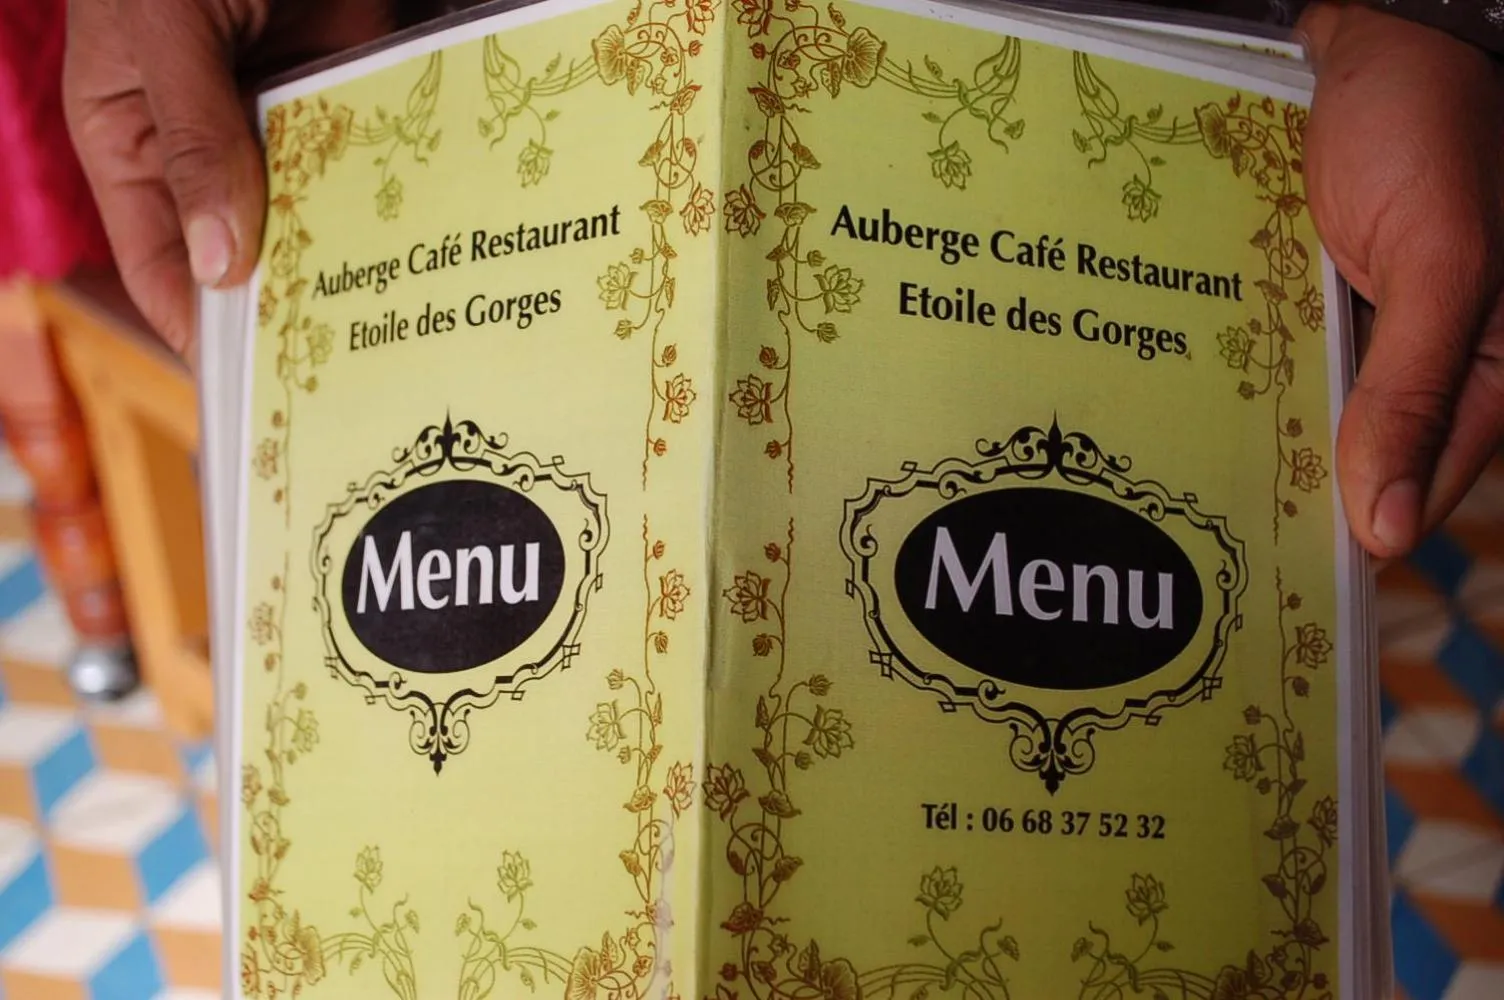 Auberge Café Restaurant
Etoile des Gorges
Menu
Auberge Café Restaurant
Etoile des Gorges
Menu
Tél : 06 68 37 52 32